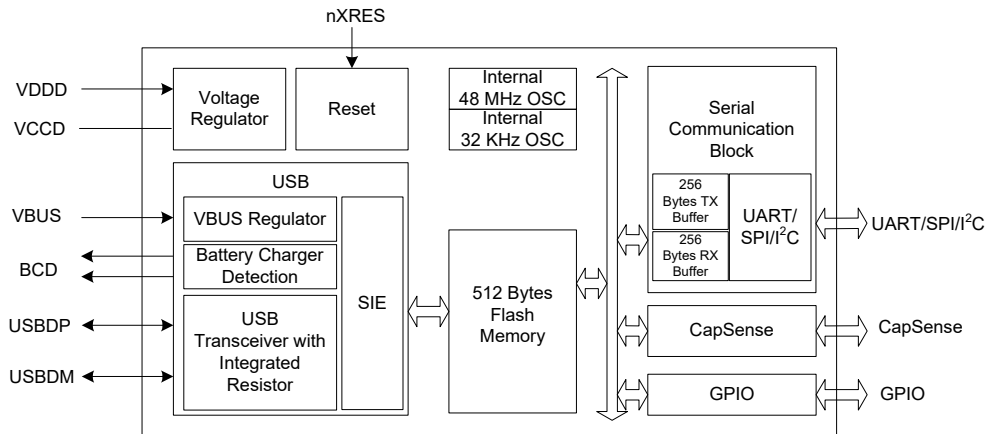 nXRES
VDDD
VCCD
Voltage
Regulator
Reset
Internal
48 MHz OSC
Internal
32 KHz OSC
Serial
Communication
Block
256
Bytes TX
Buffer
256
Bytes RX
Buffer
UART/
SPI/I²C
UART/SPI/I²C
USB
VBUS
VBUS Regulator
BCD
Battery Charger
Detection
SIE
USBDP
USBDM
USB
Transceiver with
Integrated
Resistor
512 Bytes
Flash
Memory
CapSense
CapSense
GPIO
GPIO